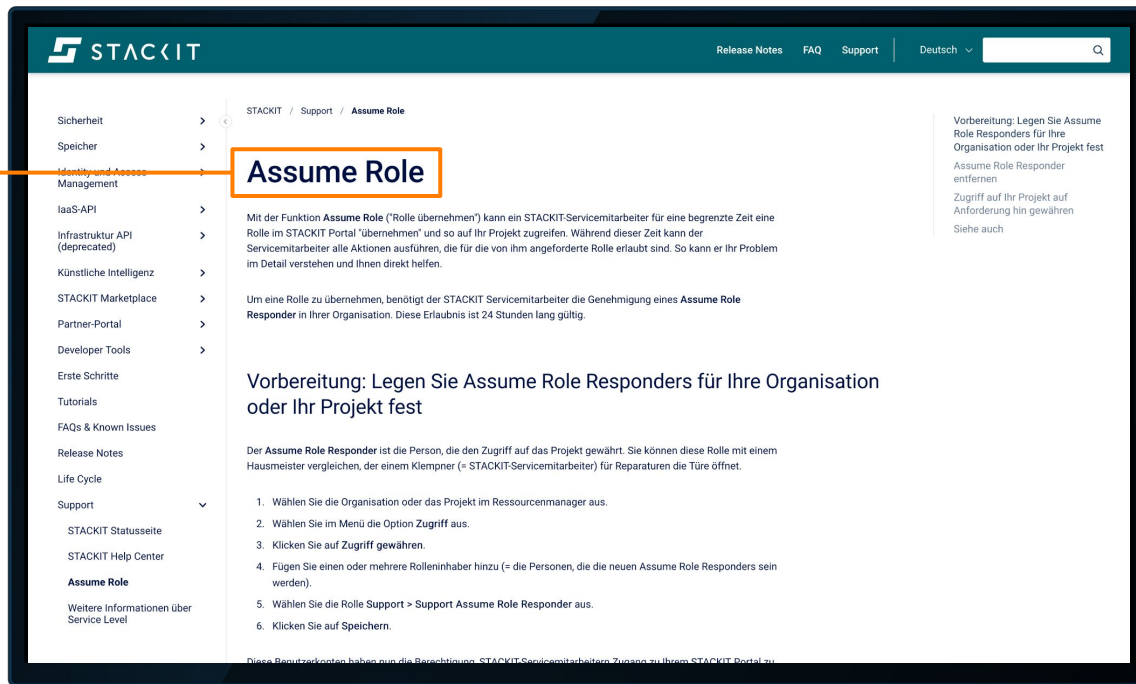 STACKIT
Release Notes FAQ Support Deutsch
Sicherheit
Speicher
Identity und Access
Management
IaaS-API
Infrastruktur API
(deprecated)
Künstliche Intelligenz
STACKIT Marketplace
Partner-Portal
Developer Tools
Erste Schritte
Tutorials
FAQs & Known Issues
Release Notes
Life Cycle
Support
STACKIT Statusseite
STACKIT Help Center
Assume Role
Weitere Informationen über
Service Level
STACKIT / Support / Assume Role
Assume Role
Mit der Funktion Assume Role ("Rolle übernehmen") kann ein STACKIT-Servicemitarbeiter für eine begrenzte Zeit eine
Rolle im STACKIT Portal "übernehmen" und so auf Ihr Projekt zugreifen. Während dieser Zeit kann der
Servicemitarbeiter alle Aktionen ausführen, die für die von ihm angeforderte Rolle erlaubt sind. So kann er Ihr Problem
im Detail verstehen und Ihnen direkt helfen.
Um eine Rolle zu übernehmen, benötigt der STACKIT Servicemitarbeiter die Genehmigung eines Assume Role
Responder in Ihrer Organisation. Diese Erlaubnis ist 24 Stunden lang gültig.
Vorbereitung: Legen Sie Assume Role Responders für Ihre Organisation
oder Ihr Projekt fest
Der Assume Role Responder ist die Person, die den Zugriff auf das Projekt gewährt. Sie können diese Rolle mit einem
Hausmeister vergleichen, der einem Klempner (= STACKIT-Servicemitarbeiter) für Reparaturen die Türe öffnet.
1. Wählen Sie die Organisation oder das Projekt im Ressourcenmanager aus.
2. Wählen Sie im Menü die Option Zugriff aus.
3. Klicken Sie auf Zugriff gewähren.
4. Fügen Sie einen oder mehrere Rolleninhaber hinzu (= die Personen, die die neuen Assume Role Responders sein
werden).
5. Wählen Sie die Rolle Support > Support Assume Role Responder aus.
6. Klicken Sie auf Speichern.
Diese Benutzerkonten haben nun die Berechtigung, STACKIT-Servicemitarbeitern Zugang zu Ihrem STACKIT Portal zu
Vorbereitung: Legen Sie Assume
Role Responders für Ihre
Organisation oder Ihr Projekt fest
Assume Role Responder
entfernen
Zugriff auf Ihr Projekt auf
Anforderung hin gewähren
Siehe auch